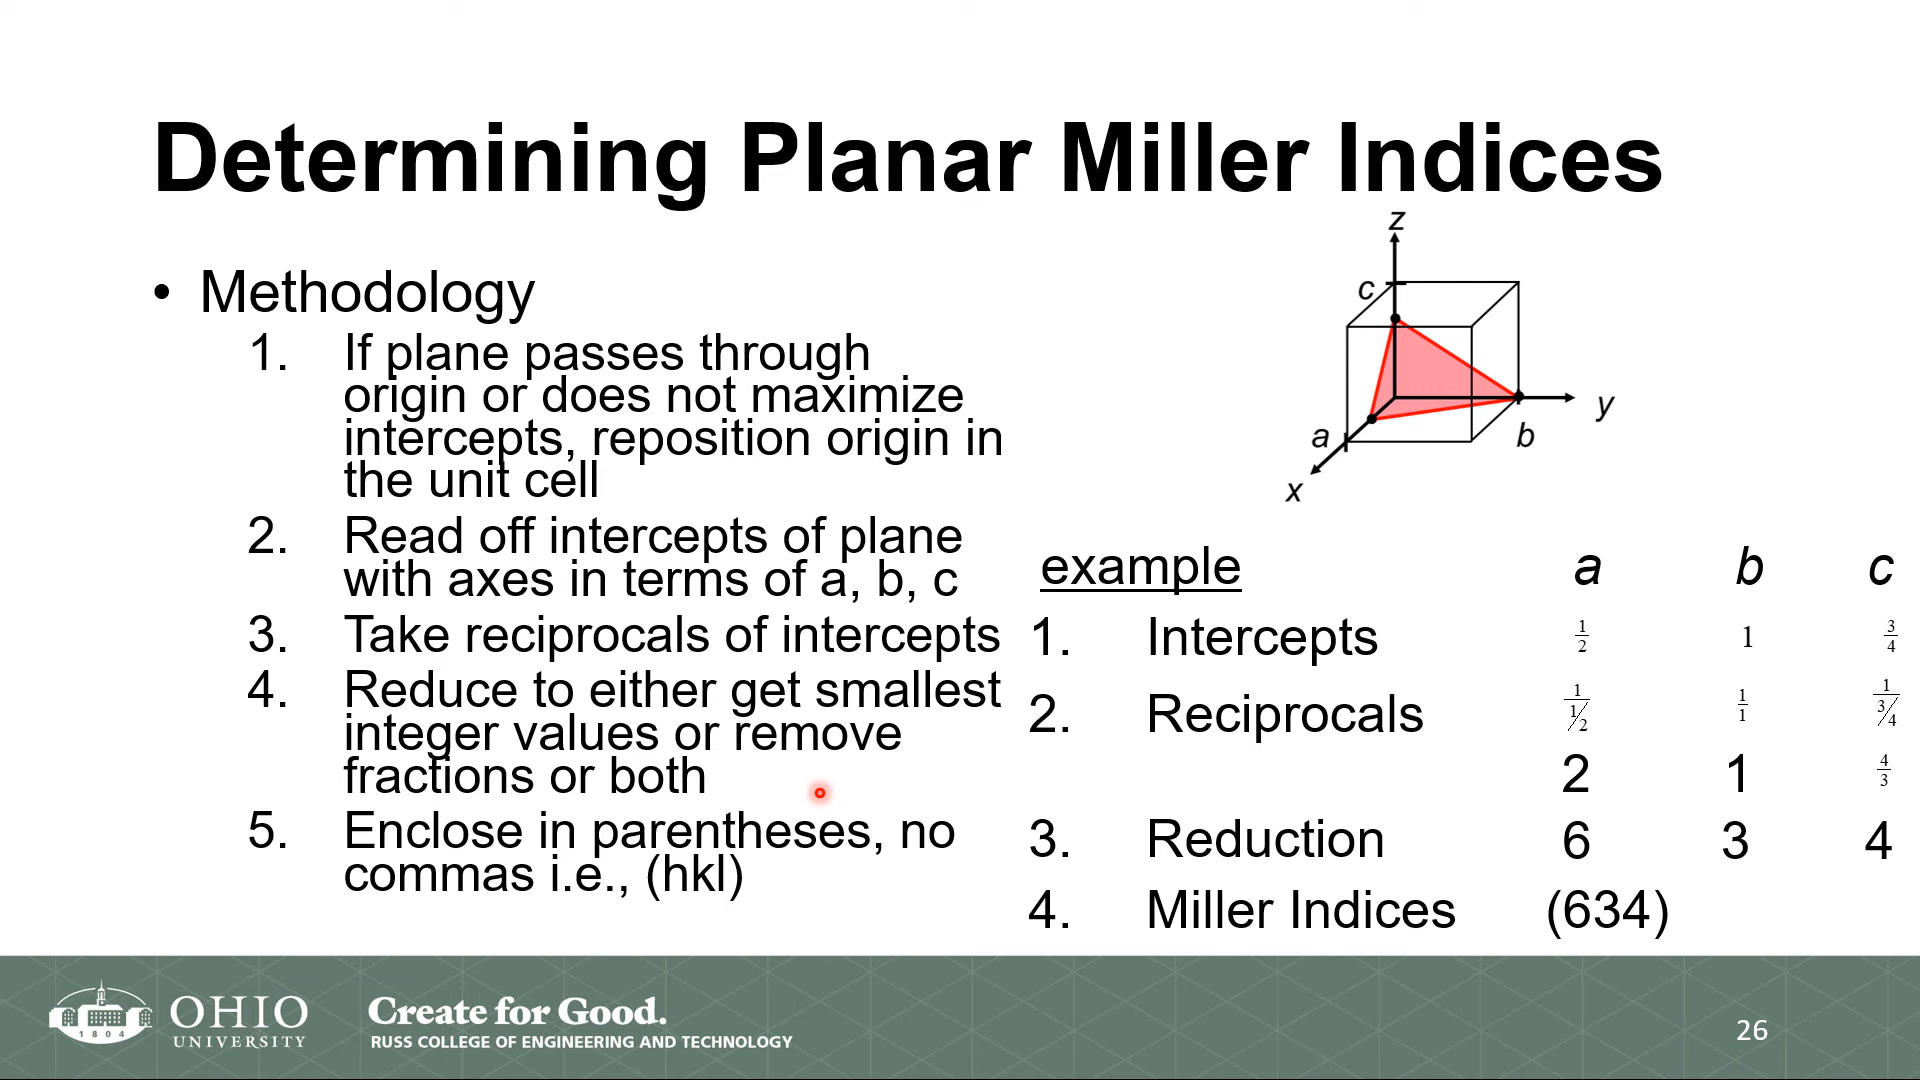 Determining Planar Miller Indices
• Methodology
1. If plane passes through
origin or does not maximize
intercepts, reposition origin in
the unit cell
2. Read off intercepts of plane
with axes in terms of a, b, c
3. Take reciprocals of intercepts
4. Reduce to either get smallest
integer values or remove
fractions or both
5. Enclose in parentheses, no
commas i.e., (hkl)
z
c
y
a
b
x
example a b c
1. Intercepts 1/2 1 3/4
2. Reciprocals 1/(1/2) 1/1 1/(3/4)
2 1 4/3
3. Reduction 6 3 4
4. Miller Indices (634)
1804
OHIO
UNIVERSITY
Create for Good.
RUSS COLLEGE OF ENGINEERING AND TECHNOLOGY
26